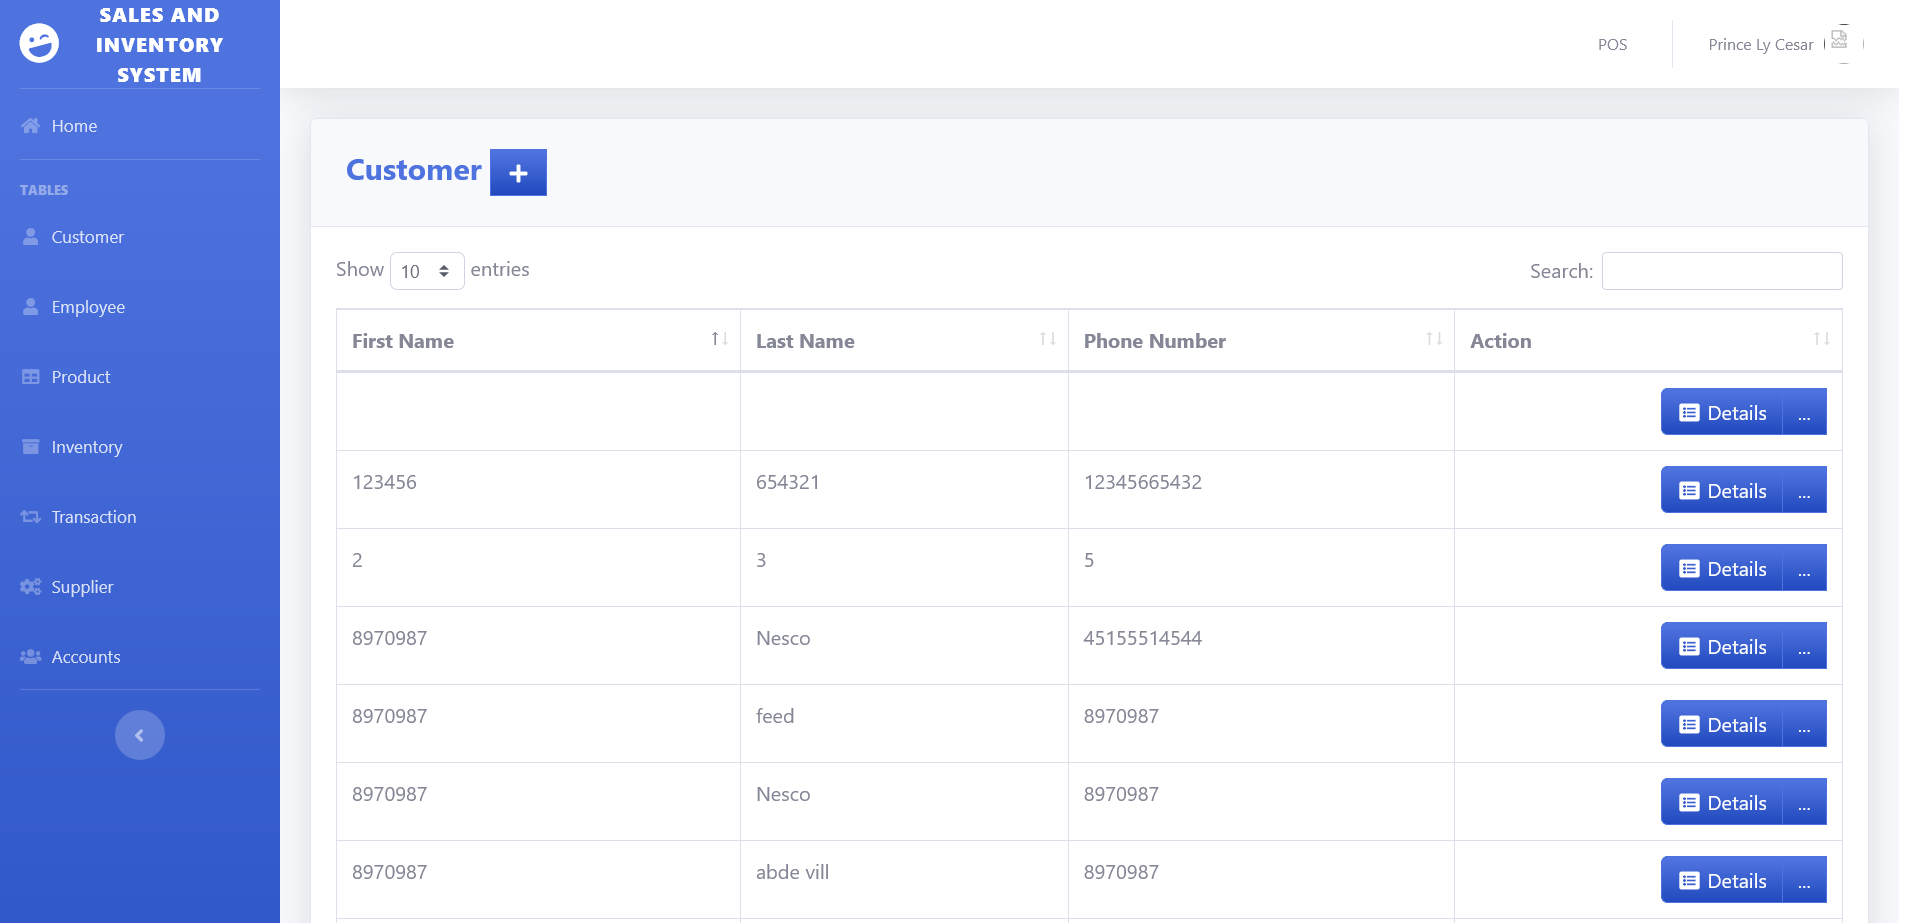 SALES AND
INVENTORY
SYSTEM
POS
Prince Ly Cesar
Home
TABLES
Customer
Employee
Product
Inventory
Transaction
Supplier
Accounts
Customer
Show 10 entries
Search:
First Name Last Name Phone Number Action
Details ...
123456 654321 12345665432 Details ...
2 3 5 Details ...
8970987 Nesco 45155514544 Details ...
8970987 feed 8970987 Details ...
8970987 Nesco 8970987 Details ...
8970987 abde vill 8970987 Details ...